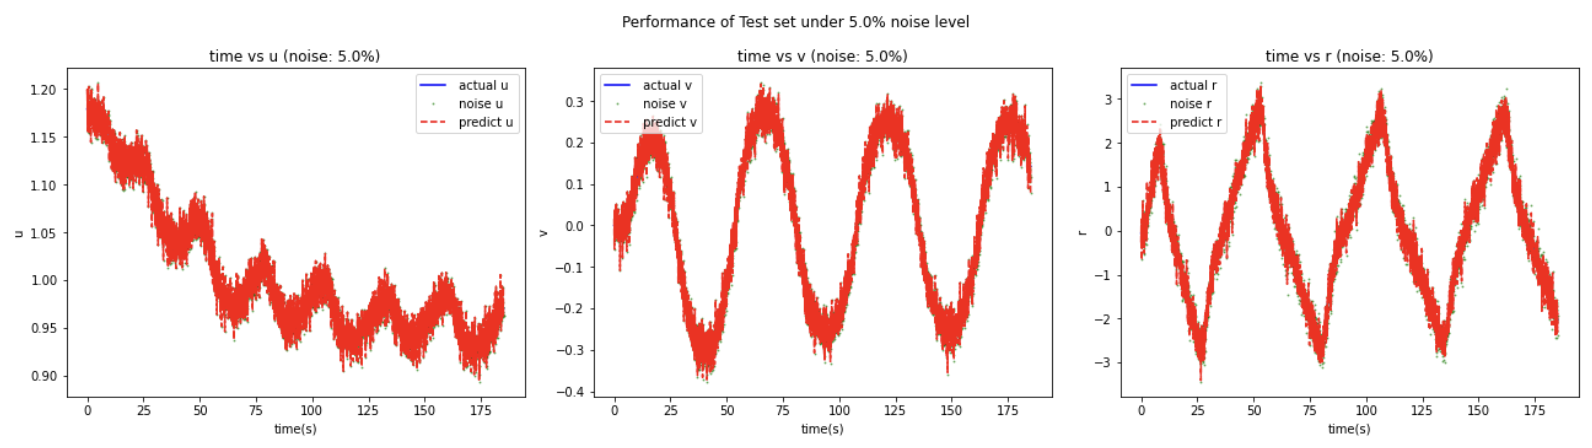 Performance of Test set under 5.0% noise level
time vs u (noise: 5.0%)
actual u
noise u
predict u
1.20
1.15
1.10
1.05
1.00
0.95
0.90
u
0
25
50
75
100
125
150
175
time(s)
time vs v (noise: 5.0%)
actual v
noise v
predict v
0.3
0.2
0.1
0.0
−0.1
−0.2
−0.3
−0.4
v
0
25
50
75
100
125
150
175
time(s)
time vs r (noise: 5.0%)
actual r
noise r
predict r
3
2
1
0
−1
−2
−3
r
0
25
50
75
100
125
150
175
time(s)